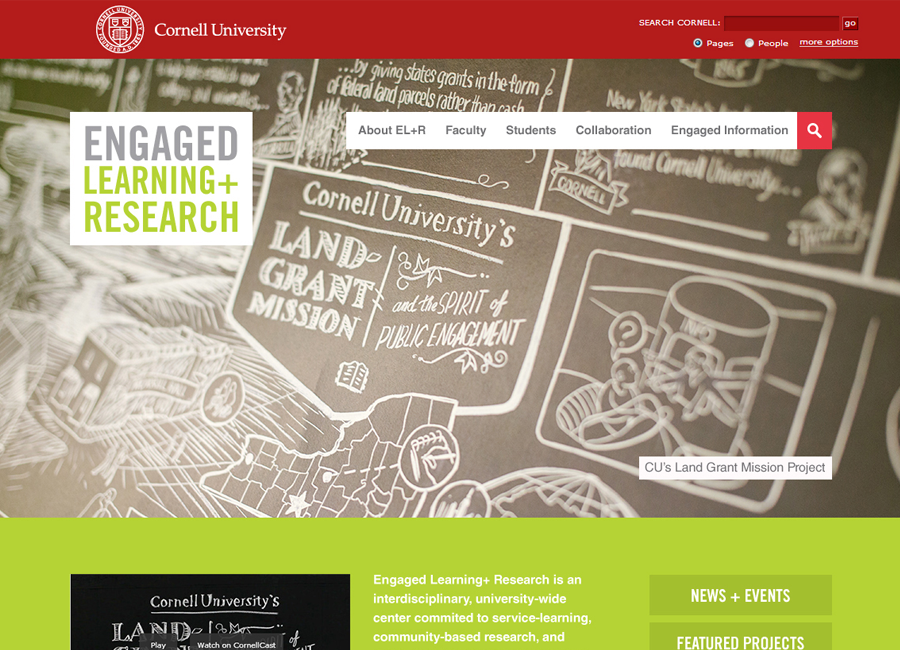 Cornell University
SEARCH CORNELL:
go
Pages
People
more options
...by giving states grants in the form
of federal land parcels rather than cash
New York State's
found Cornell University...
CORNELL
ENGAGED
LEARNING+
RESEARCH
About EL+R
Faculty
Students
Collaboration
Engaged Information
Cornell University's
LAND-
GRANT
MISSION
and the SPIRIT of
PUBLIC ENGAGEMENT
CU's Land Grant Mission Project
Cornell University's
LAND
of
Play
Watch on CornellCast
Engaged Learning+ Research is an
interdisciplinary, university-wide
center commited to service-learning,
community-based research, and
NEWS + EVENTS
FEATURED PROJECTS